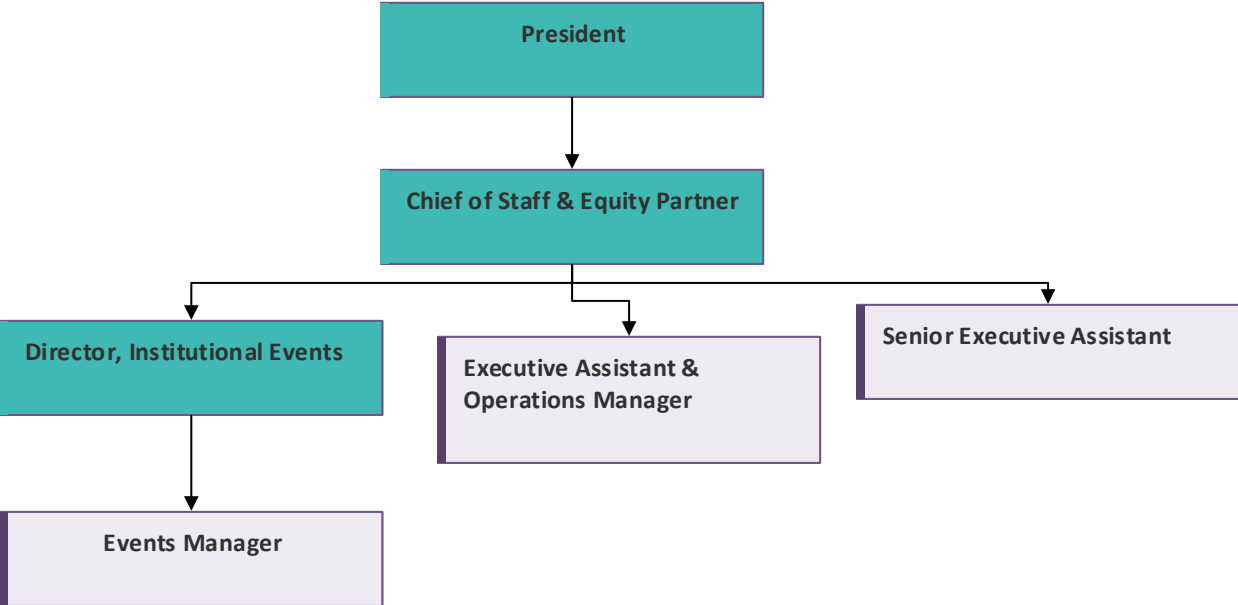 President
Chief of Staff & Equity Partner
Director, Institutional Events
Executive Assistant &
Operations Manager
Senior Executive Assistant
Events Manager